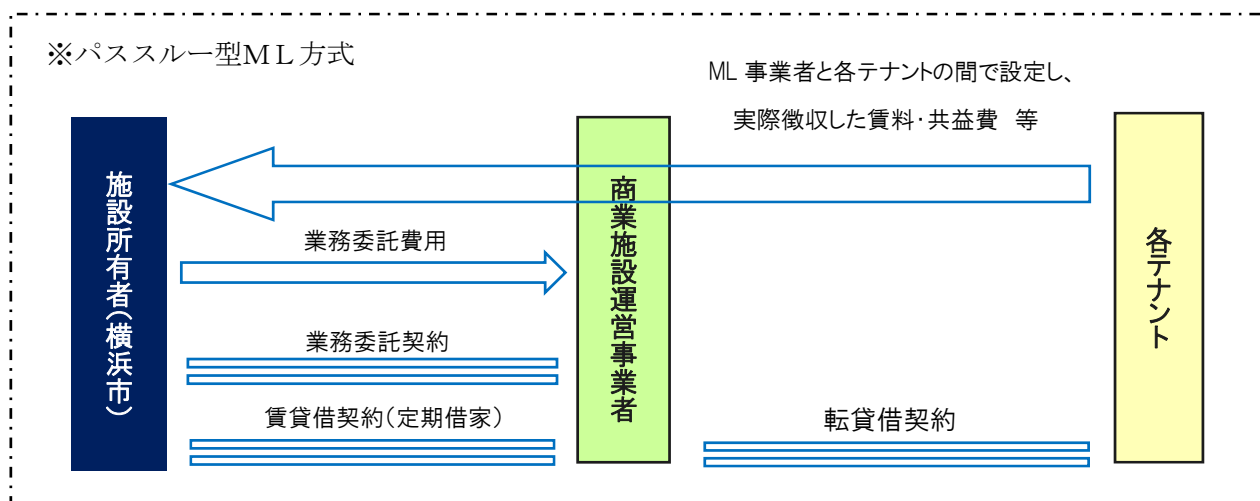 ※パススルー型ＭＬ方式
ML 事業者と各テナントの間で設定し、
実際徴収した賃料・共益費 等
施設所有者（横浜市）
商業施設運営事業者
各テナント
業務委託費用
業務委託契約
賃貸借契約（定期借家）
転貸借契約